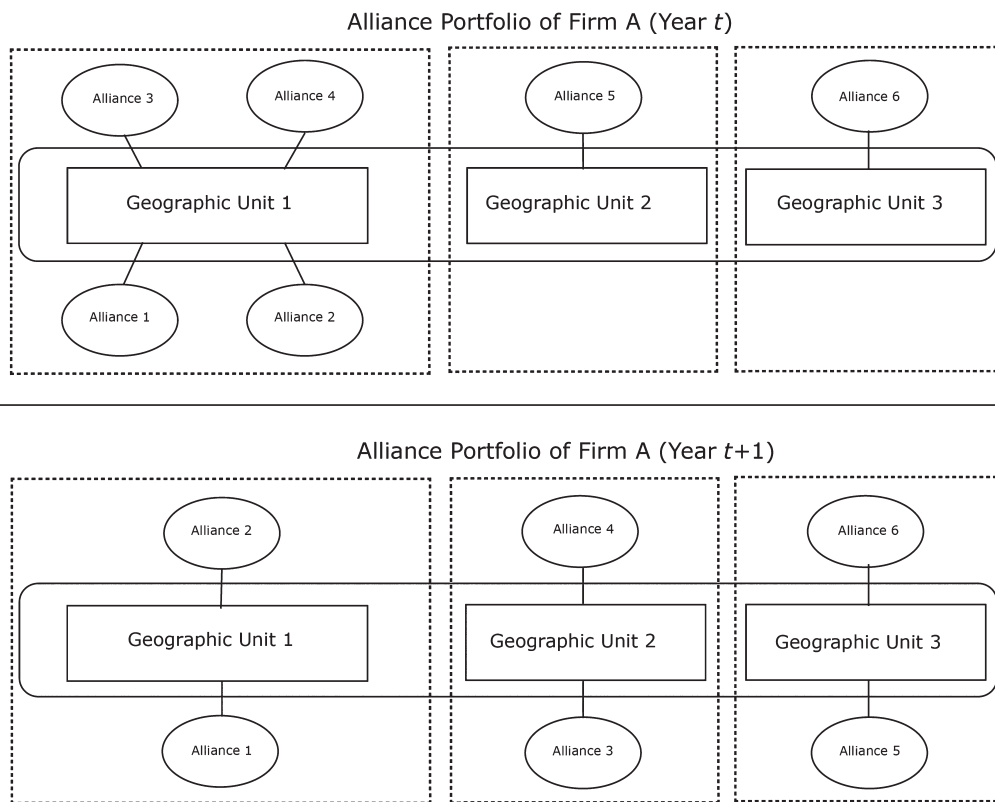 Alliance Portfolio of Firm A (Year t)
Alliance 3
Alliance 4
Alliance 5
Alliance 6
Geographic Unit 1
Geographic Unit 2
Geographic Unit 3
Alliance 1
Alliance 2
Alliance Portfolio of Firm A (Year t+1)
Alliance 2
Alliance 4
Alliance 6
Geographic Unit 1
Geographic Unit 2
Geographic Unit 3
Alliance 1
Alliance 3
Alliance 5